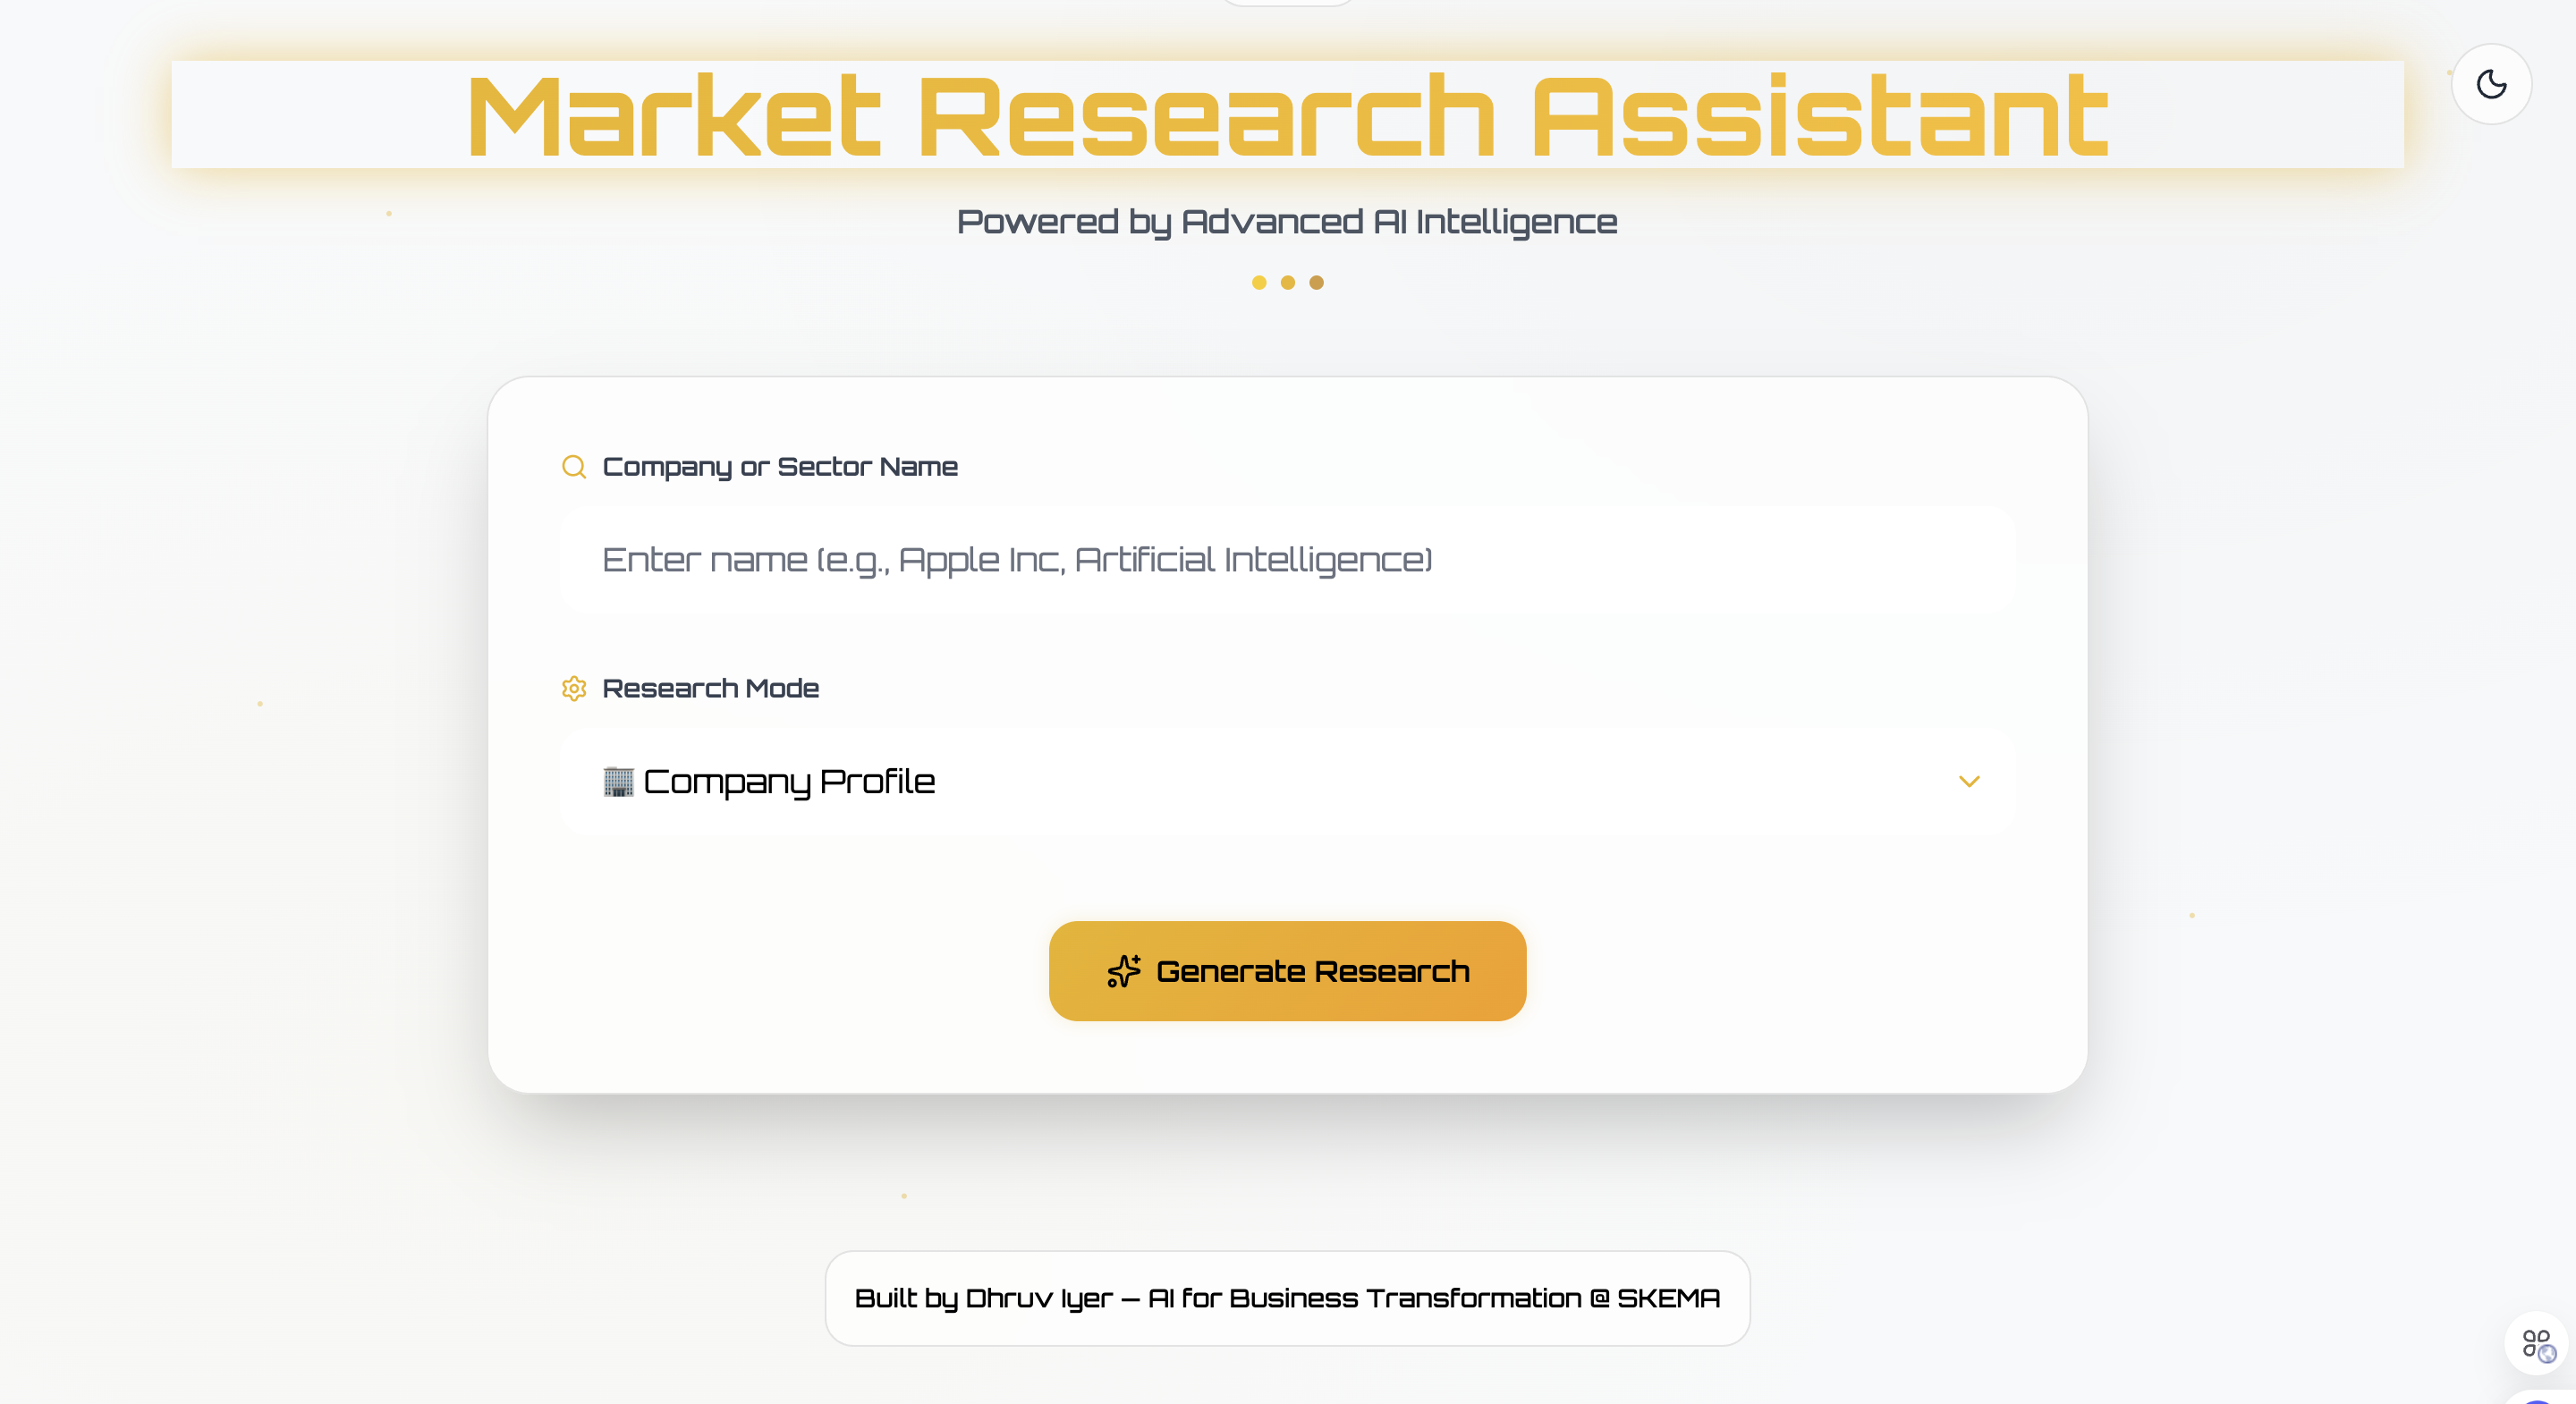 Market Research Assistant
Powered by Advanced AI Intelligence
Company or Sector Name
Enter name (e.g., Apple Inc, Artificial Intelligence)
Research Mode
🏢 Company Profile
Generate Research
Built by Dhruv Iyer — AI for Business Transformation @ SKEMA